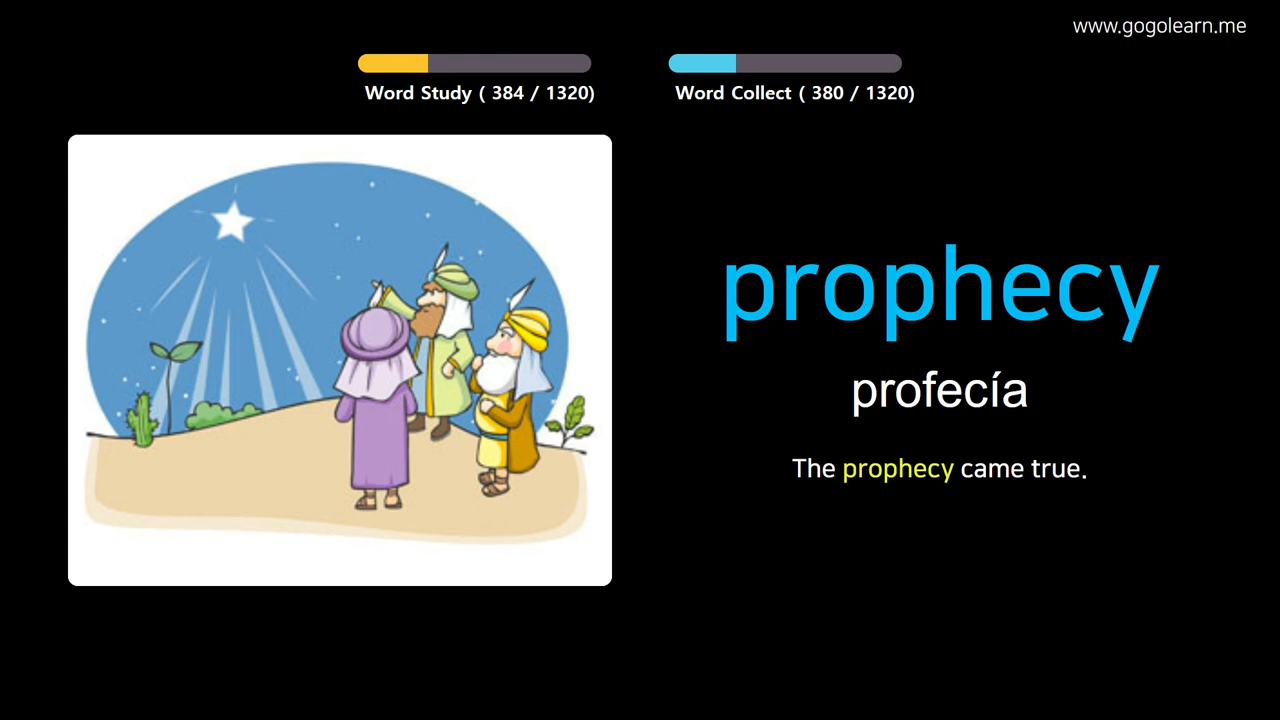 www.gogolearn.me
Word Study ( 384 / 1320)
Word Collect ( 380 / 1320)
prophecy
profecía
The prophecy came true.